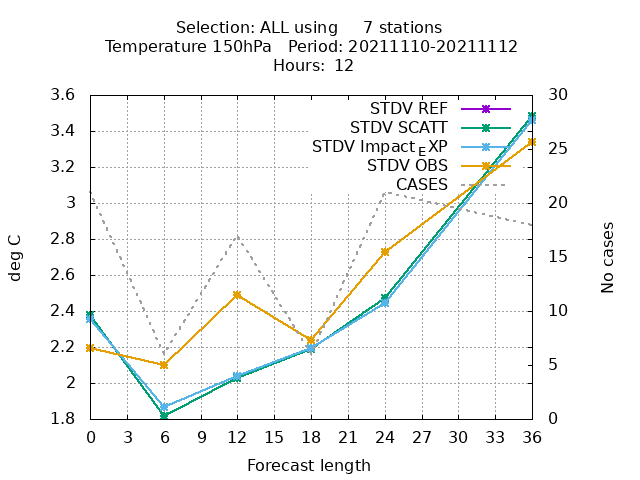 Selection: ALL using     7 stations
Temperature 150hPa   Period: 20211110-20211112
Hours: 12
3.6
3.4
3.2
3
2.8
2.6
2.4
2.2
2
1.8
deg C
30
25
20
15
10
5
0
No cases
STDV REF
STDV SCATT
STDV Impact_EXP
STDV OBS
CASES
0 3 6 9 12 15 18 21 24 27 30 33 36
Forecast length